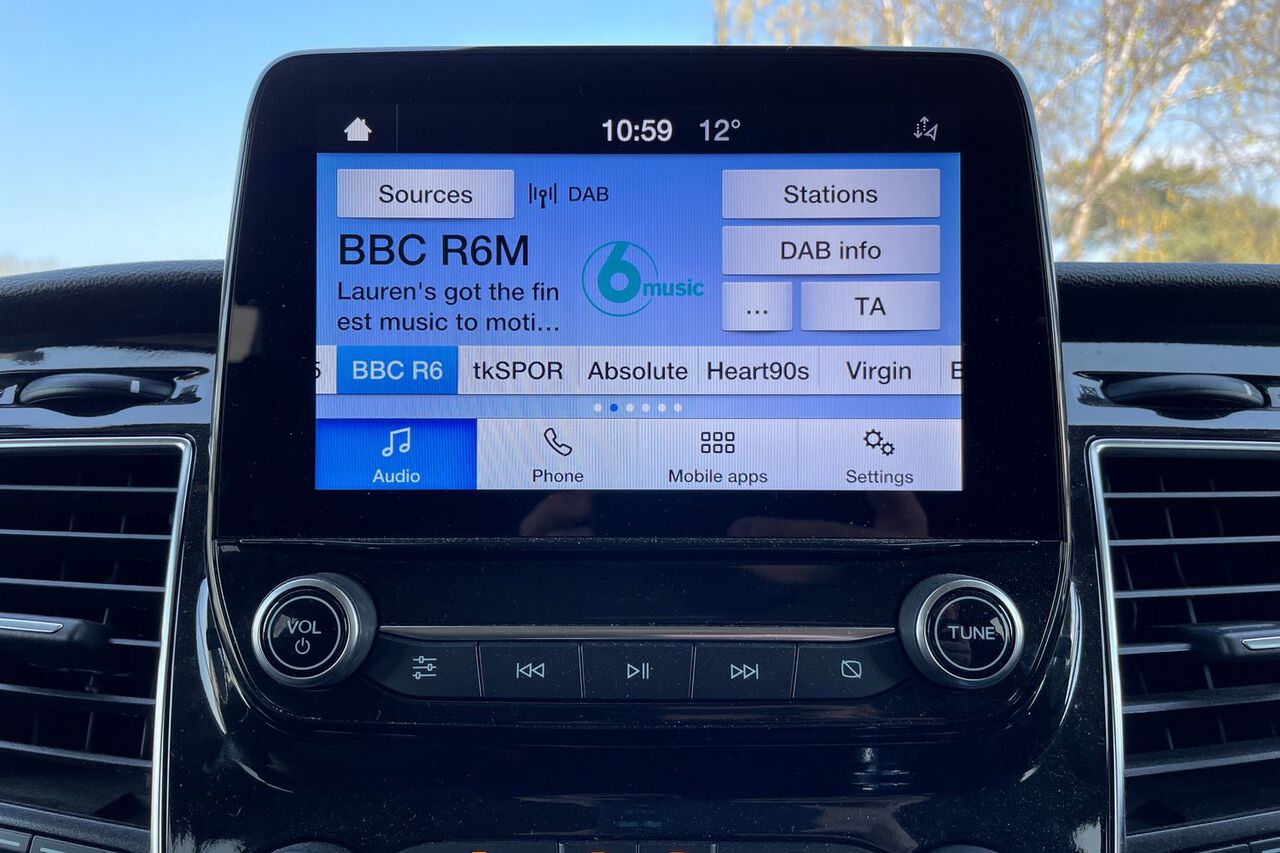 10:59 12°
Sources DAB Stations
BBC R6M
6 music
DAB info
Lauren's got the fin
est music to moti...
... TA
5 BBC R6 tkSPOR Absolute Heart90s Virgin
Audio Phone Mobile apps Settings
VOL TUNE